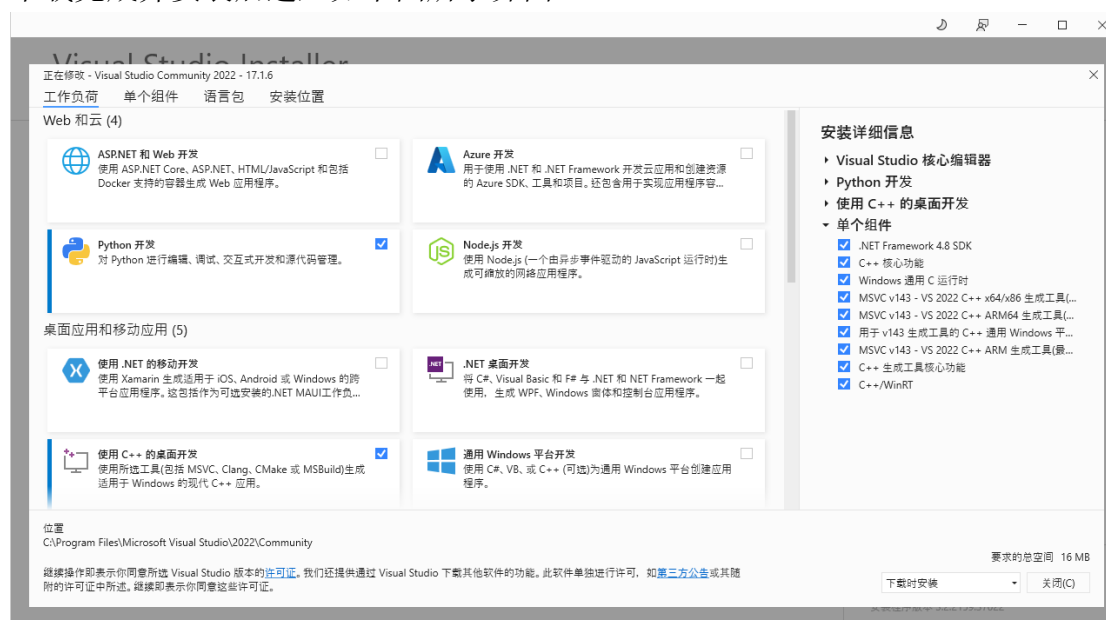 Visual Studio Installer
正在修改 - Visual Studio Community 2022 - 17.1.6
工作负荷 单个组件 语言包 安装位置
Web 和云 (4)
ASP.NET 和 Web 开发
使用 ASP.NET Core、ASP.NET、HTML/JavaScript 和包括
Docker 支持的容器生成 Web 应用程序。
Azure 开发
用于使用 .NET 和 .NET Framework 开发云应用和创建资源
的 Azure SDK、工具和项目。还包含用于实现应用程序容...
Python 开发
对 Python 进行编辑、调试、交互式开发和源代码管理。
Node.js 开发
使用 Node.js (一个由异步事件驱动的 JavaScript 运行时)生
成可缩放的网络应用程序。
桌面应用和移动应用 (5)
使用 .NET 的移动开发
使用 Xamarin 生成适用于 iOS、Android 或 Windows 的跨
平台应用程序。这包括作为可选安装的.NET MAUI工作负...
.NET
.NET 桌面开发
将 C#、Visual Basic 和 F# 与 .NET 和 .NET Framework 一起
使用，生成 WPF、Windows 窗体和控制台应用程序。
使用 C++ 的桌面开发
使用所选工具(包括 MSVC、Clang、CMake 或 MSBuild)生成
适用于 Windows 的现代 C++ 应用。
通用 Windows 平台开发
使用 C#、VB、或 C++ (可选)为通用 Windows 平台创建应用
程序。
安装详细信息
Visual Studio 核心编辑器
Python 开发
使用 C++ 的桌面开发
单个组件
.NET Framework 4.8 SDK
C++ 核心功能
Windows 通用 C 运行时
MSVC v143 - VS 2022 C++ x64/x86 生成工具(...
MSVC v143 - VS 2022 C++ ARM64 生成工具(...
用于 v143 生成工具的 C++ 通用 Windows 平...
MSVC v143 - VS 2022 C++ ARM 生成工具(最...
C++ 生成工具核心功能
C++/WinRT
位置
C:\Program Files\Microsoft Visual Studio\2022\Community
要求的总空间 16 MB
继续操作即表示你同意所选 Visual Studio 版本的许可证。我们还提供通过 Visual Studio 下载其他软件的功能。此软件单独进行许可，如第三方公告或其随
附的许可证中所述。继续即表示你同意这些许可证。
下载时安装 关闭(C)